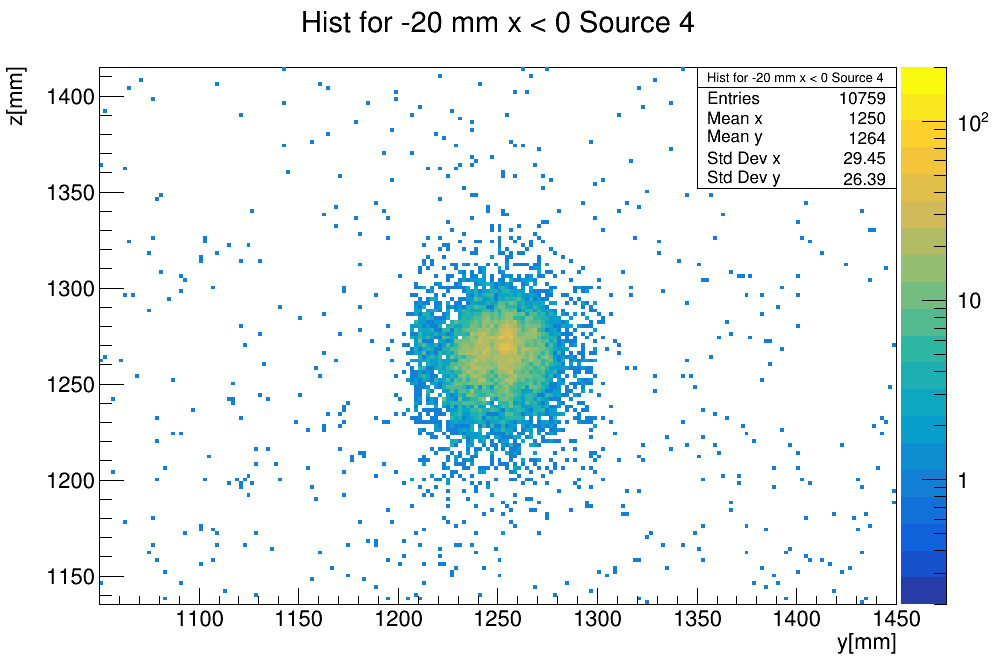 Hist for -20 mm x < 0 Source 4
z[mm]
1400
1350
1300
1250
1200
1150
1100
1150
1200
1250
1300
1350
1400
1450
y[mm]
Hist for -20 mm x < 0 Source 4
Entries 10759
Mean x 1250
Mean y 1264
Std Dev x 29.45
Std Dev y 26.39
10²
10
1